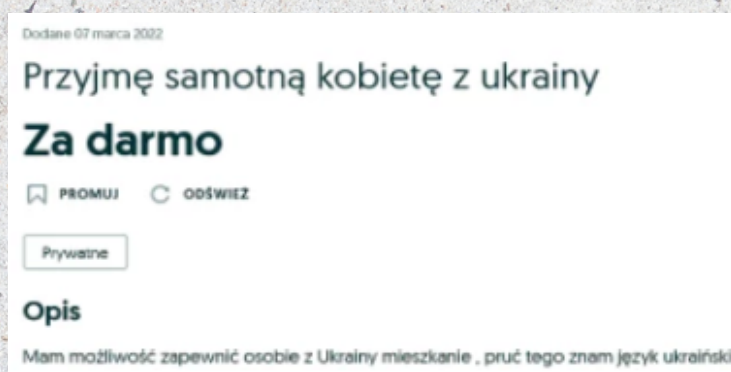 Dodane 07 marca 2022
Przyjmę samotną kobietę z ukrainy
Za darmo
PROMUJ ODŚWIEŻ
Prywatne
Opis
Mam możliwość zapewnić osobie z Ukrainy mieszkanie , pruć tego znam język ukraiński